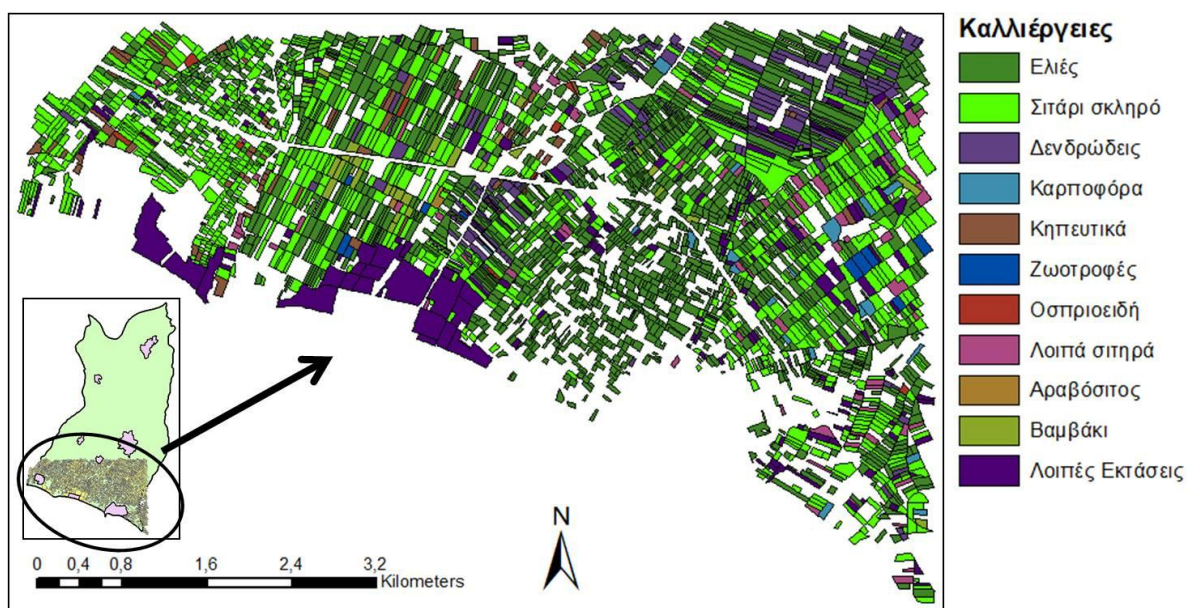 Καλλιέργειες
Ελιές
Σιτάρι σκληρό
Δενδρώδεις
Καρποφόρα
Κηπευτικά
Ζωοτροφές
Οσπριοειδή
Λοιπά σιτηρά
Αραβόσιτος
Βαμβάκι
Λοιπές Εκτάσεις
N
0 0,4 0,8 1,6 2,4 3,2
Kilometers